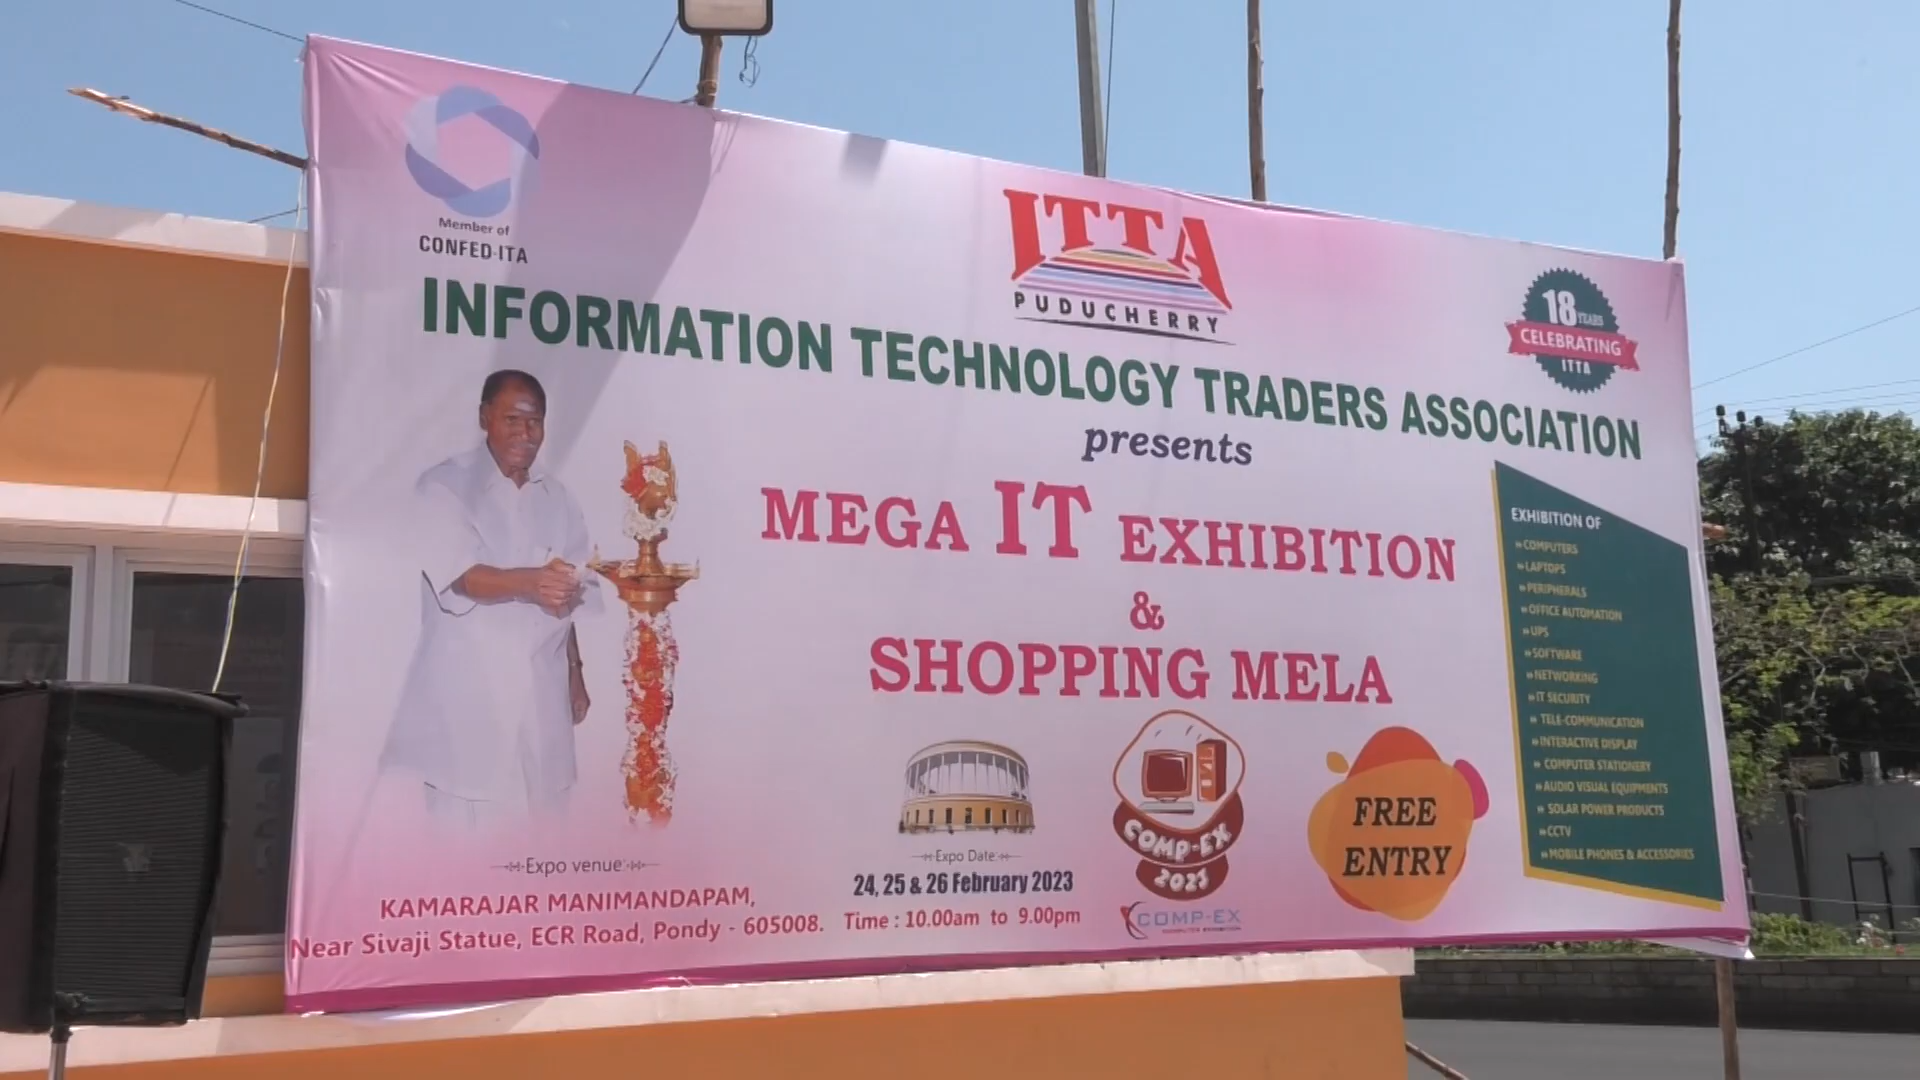 Member of
CONFED-ITA
ITTA
PUDUCHERRY
18 YEARS
CELEBRATING
ITTA
INFORMATION TECHNOLOGY TRADERS ASSOCIATION
presents
MEGA IT EXHIBITION
&
SHOPPING MELA
EXHIBITION OF
»COMPUTERS
»LAPTOPS
»PERIPHERALS
»OFFICE AUTOMATION
»UPS
»SOFTWARE
»NETWORKING
»IT SECURITY
» TELE-COMMUNICATION
»INTERACTIVE DISPLAY
» COMPUTER STATIONERY
»AUDIO VISUAL EQUIPMENTS
» SOLAR POWER PRODUCTS
»CCTV
»MOBILE PHONES & ACCESSORIES
Expo venue:
KAMARAJAR MANIMANDAPAM,
Near Sivaji Statue, ECR Road, Pondy - 605008.
Expo Date:
24, 25 & 26 February 2023
Time : 10.00am to 9.00pm
COMP-EX
2023
COMP-EX
COMPUTER EXHIBITION
FREE
ENTRY